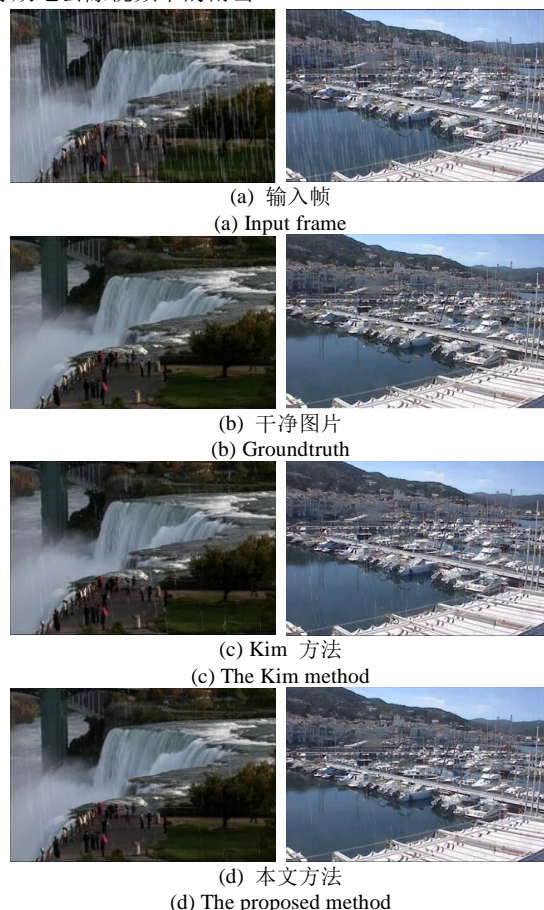 (a) 输入帧
(a) Input frame
(b) 干净图片
(b) Groundtruth
(c) Kim 方法
(c) The Kim method
(d) 本文方法
(d) The proposed method